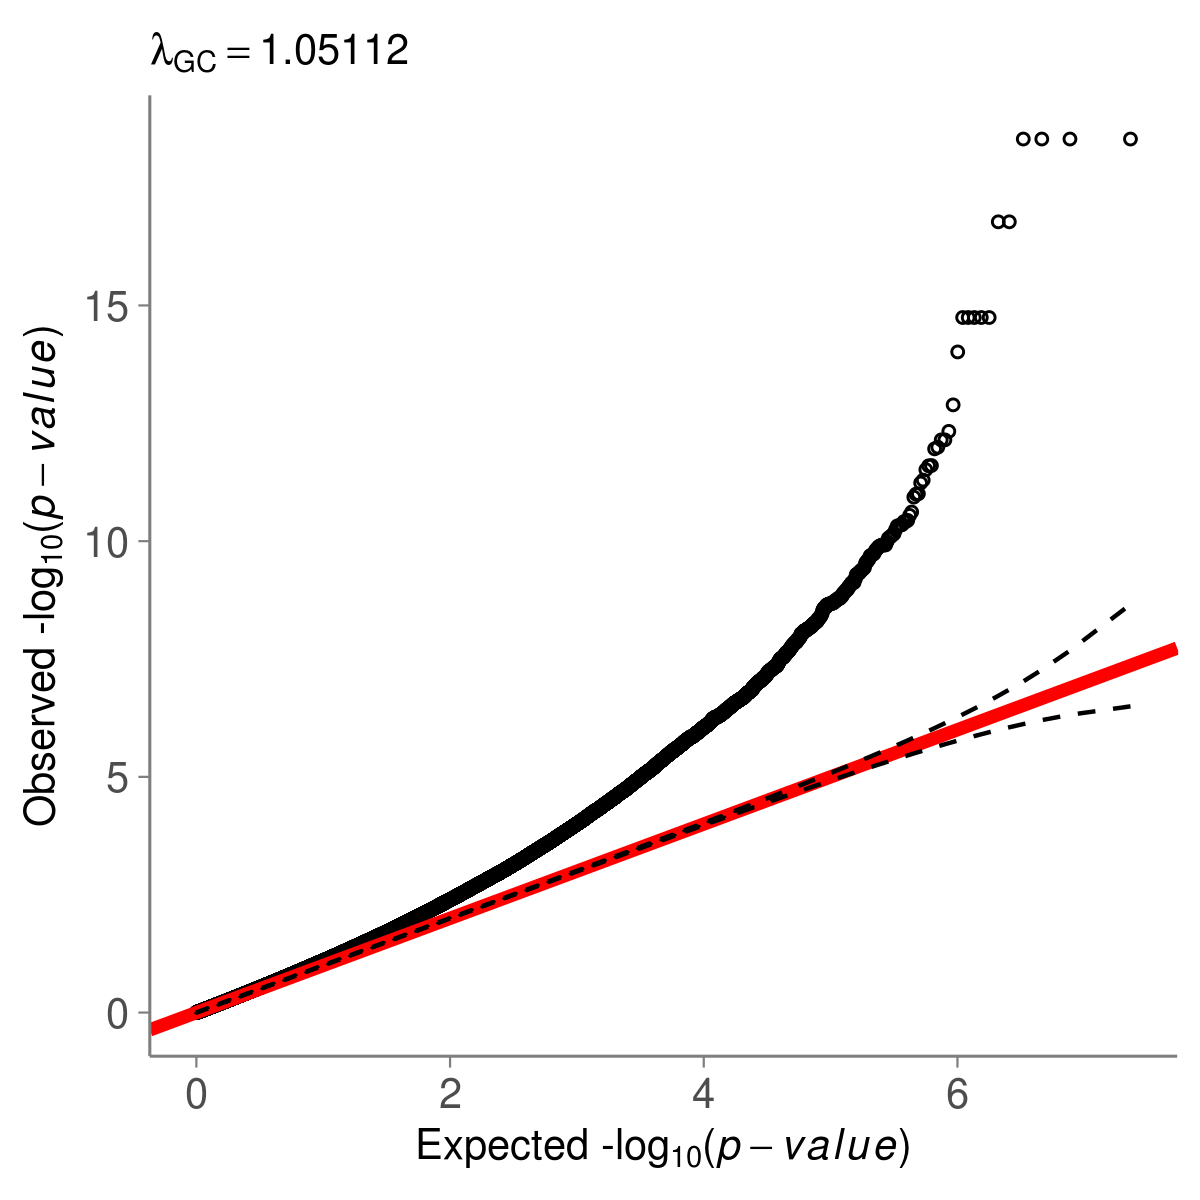 λGC = 1.05112
Observed -log10(p − value)
15
10
5
0
0 2 4 6
Expected -log10(p − value)